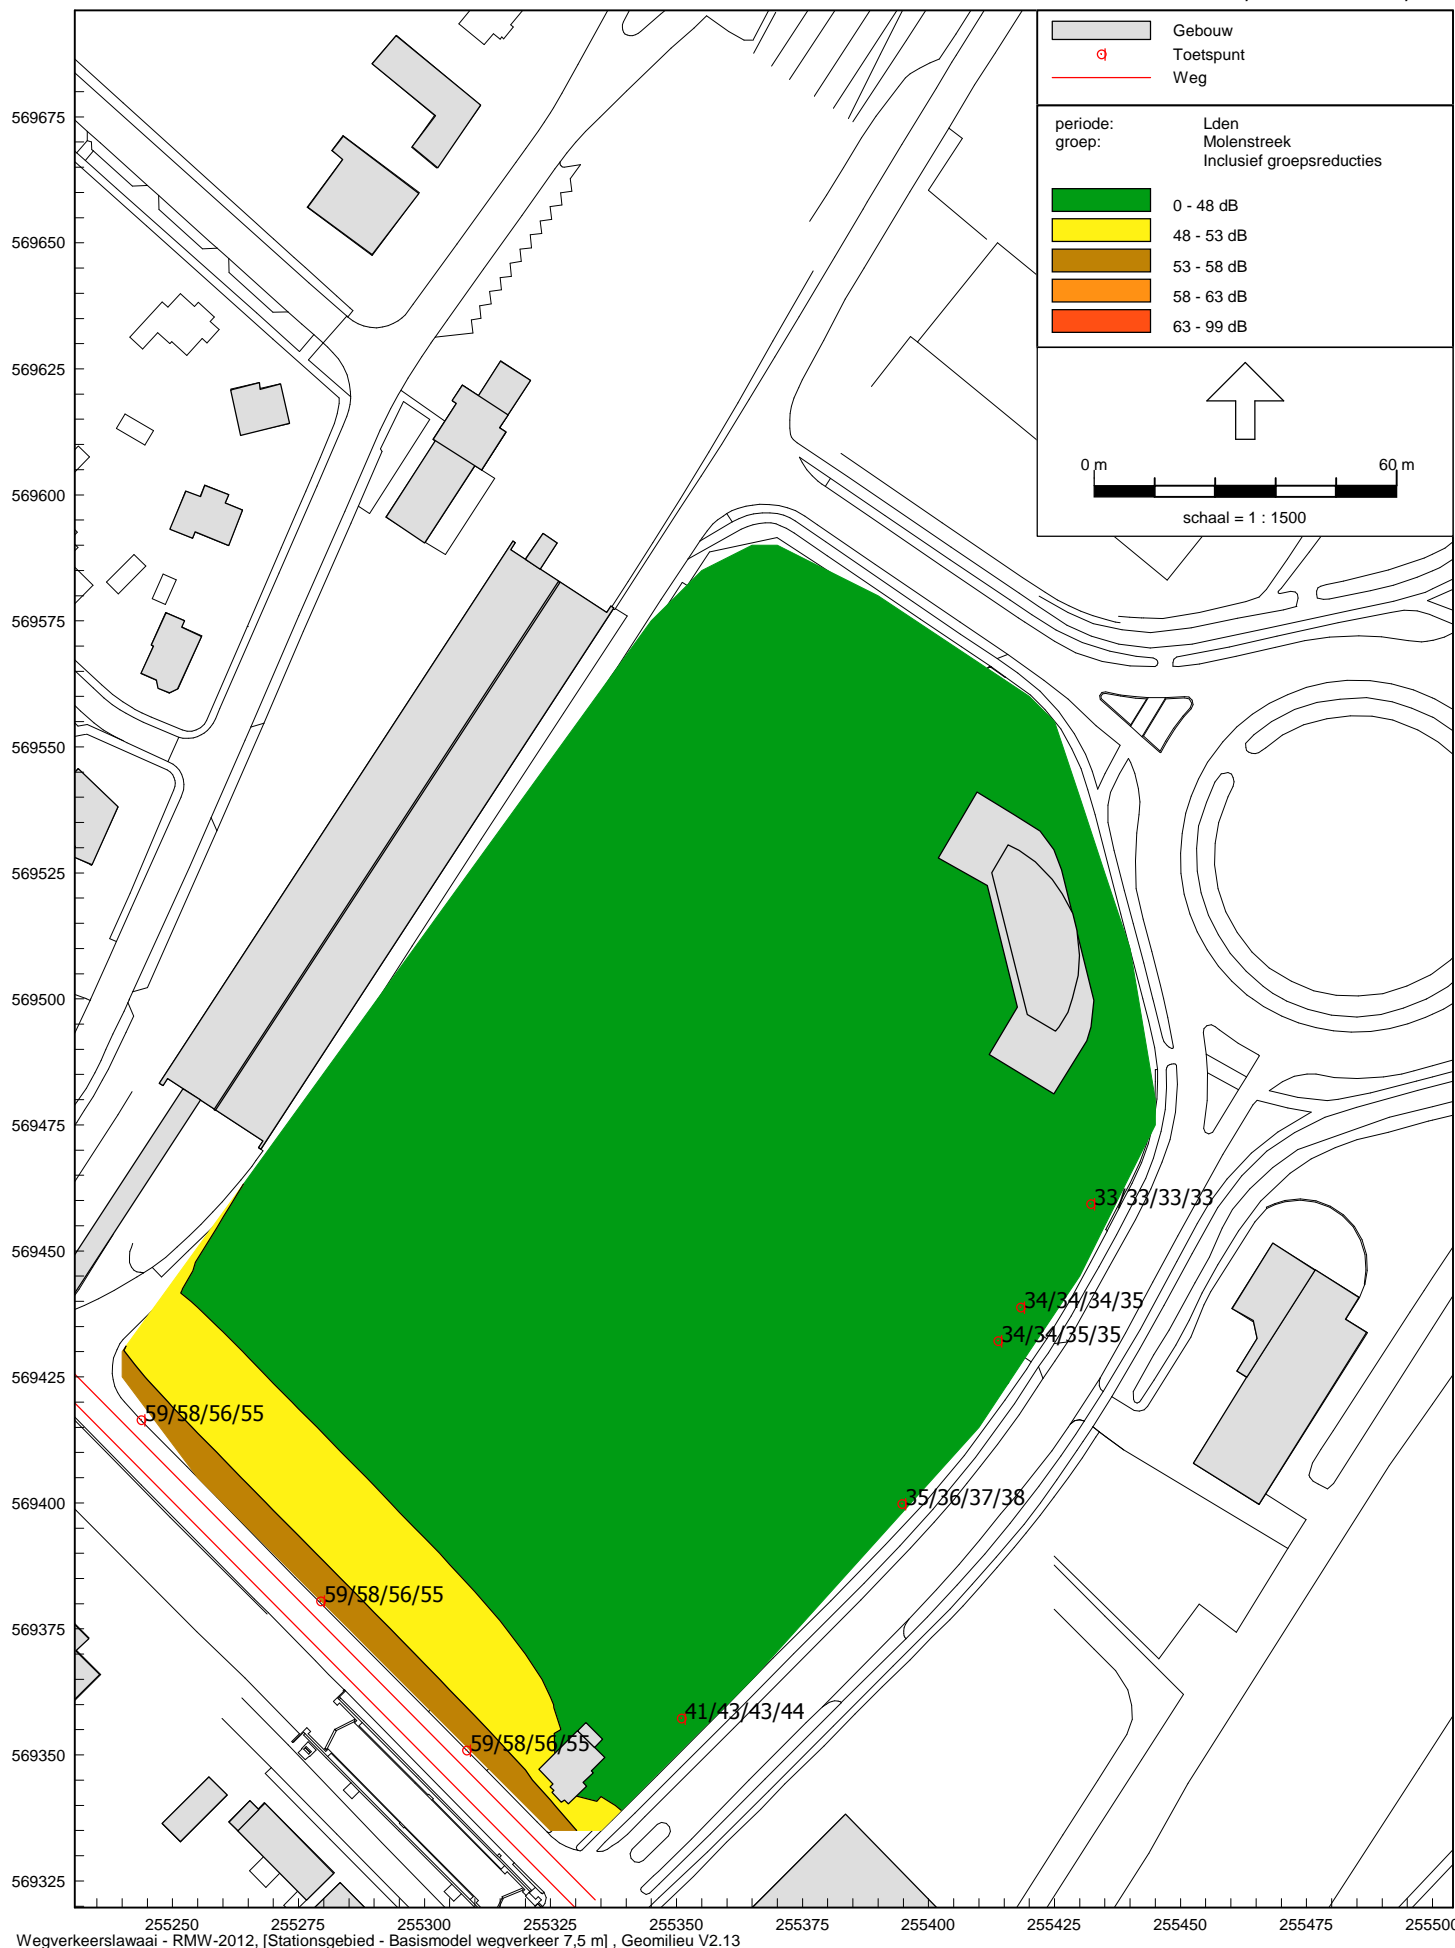 Gebouw
Toetspunt
Weg
periode: Lden
groep: Molenstreek
Inclusief groepsreducties
0 - 48 dB
48 - 53 dB
53 - 58 dB
58 - 63 dB
63 - 99 dB
0 m 60 m
schaal = 1 : 1500
569675
569650
569625
569600
569575
569550
569525
569500
569475
569450
569425
569400
569375
569350
569325
33/33/33/33
34/34/34/35
34/34/35/35
59/58/56/55
35/36/37/38
59/58/56/55
41/43/43/44
59/58/56/55
255250 255275 255300 255325 255350 255375 255400 255425 255450 255475 255500
Wegverkeerslawaai - RMW-2012, [Stationsgebied - Basismodel wegverkeer 7,5 m] , Geomilieu V2.13